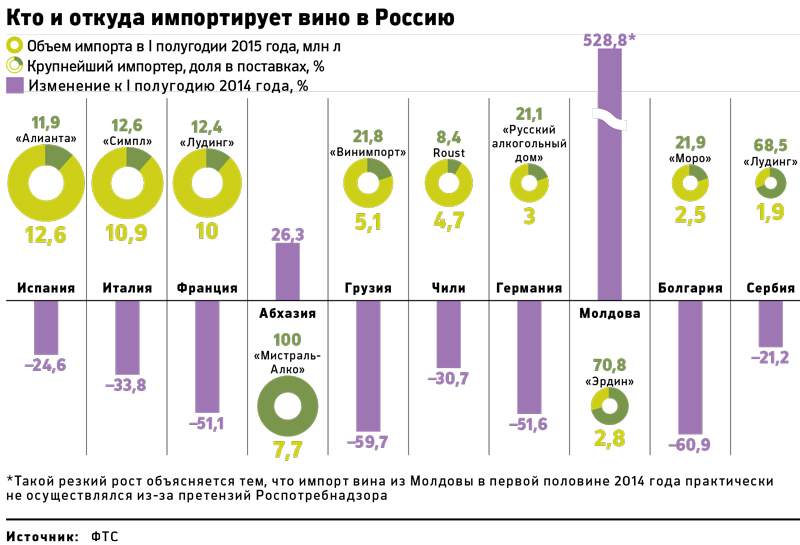 Кто и откуда импортирует вино в Россию
Объем импорта в I полугодии 2015 года, млн л
Крупнейший импортер, доля в поставках, %
Изменение к I полугодию 2014 года, %
11,9
«Алианта»
12,6
Испания
–24,6
12,6
«Симпл»
10,9
Италия
–33,8
12,4
«Лудинг»
10
Франция
–51,1
26,3
Абхазия
100
«Мистраль-
Алко»
7,7
21,8
«Винимпорт»
5,1
Грузия
–59,7
8,4
Roust
4,7
Чили
–30,7
21,1
«Русский
алкогольный
дом»
3
Германия
–51,6
528,8*
Молдова
70,8
«Эрдин»
2,8
21,9
«Моро»
2,5
Болгария
–60,9
68,5
«Лудинг»
1,9
Сербия
–21,2
*Такой резкий рост объясняется тем, что импорт вина из Молдовы в первой половине 2014 года практически
не осуществлялся из-за претензий Роспотребнадзора
Источник: ФТС